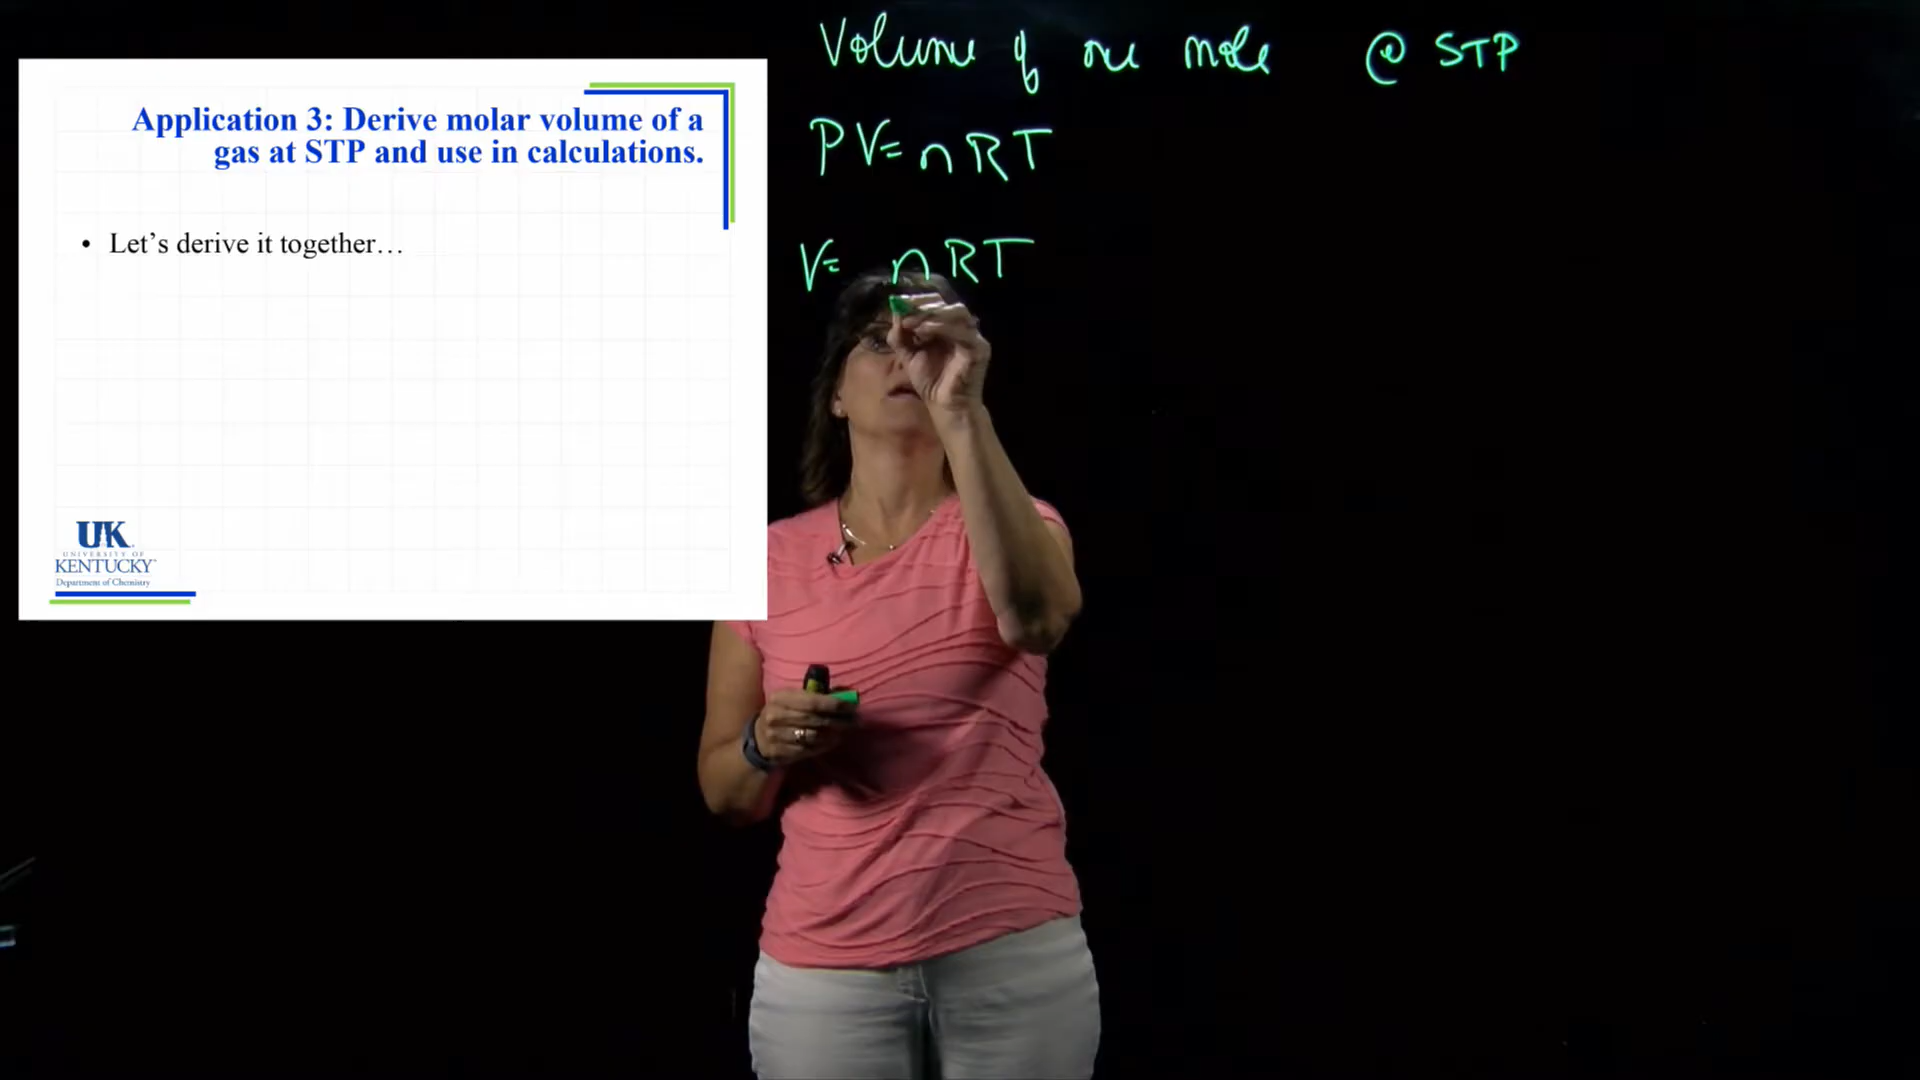 Volume of one mole @ STP
PV = nRT
V = nRT
Application 3: Derive molar volume of a
gas at STP and use in calculations.
• Let’s derive it together…
UK
UNIVERSITY OF
KENTUCKY
Department of Chemistry